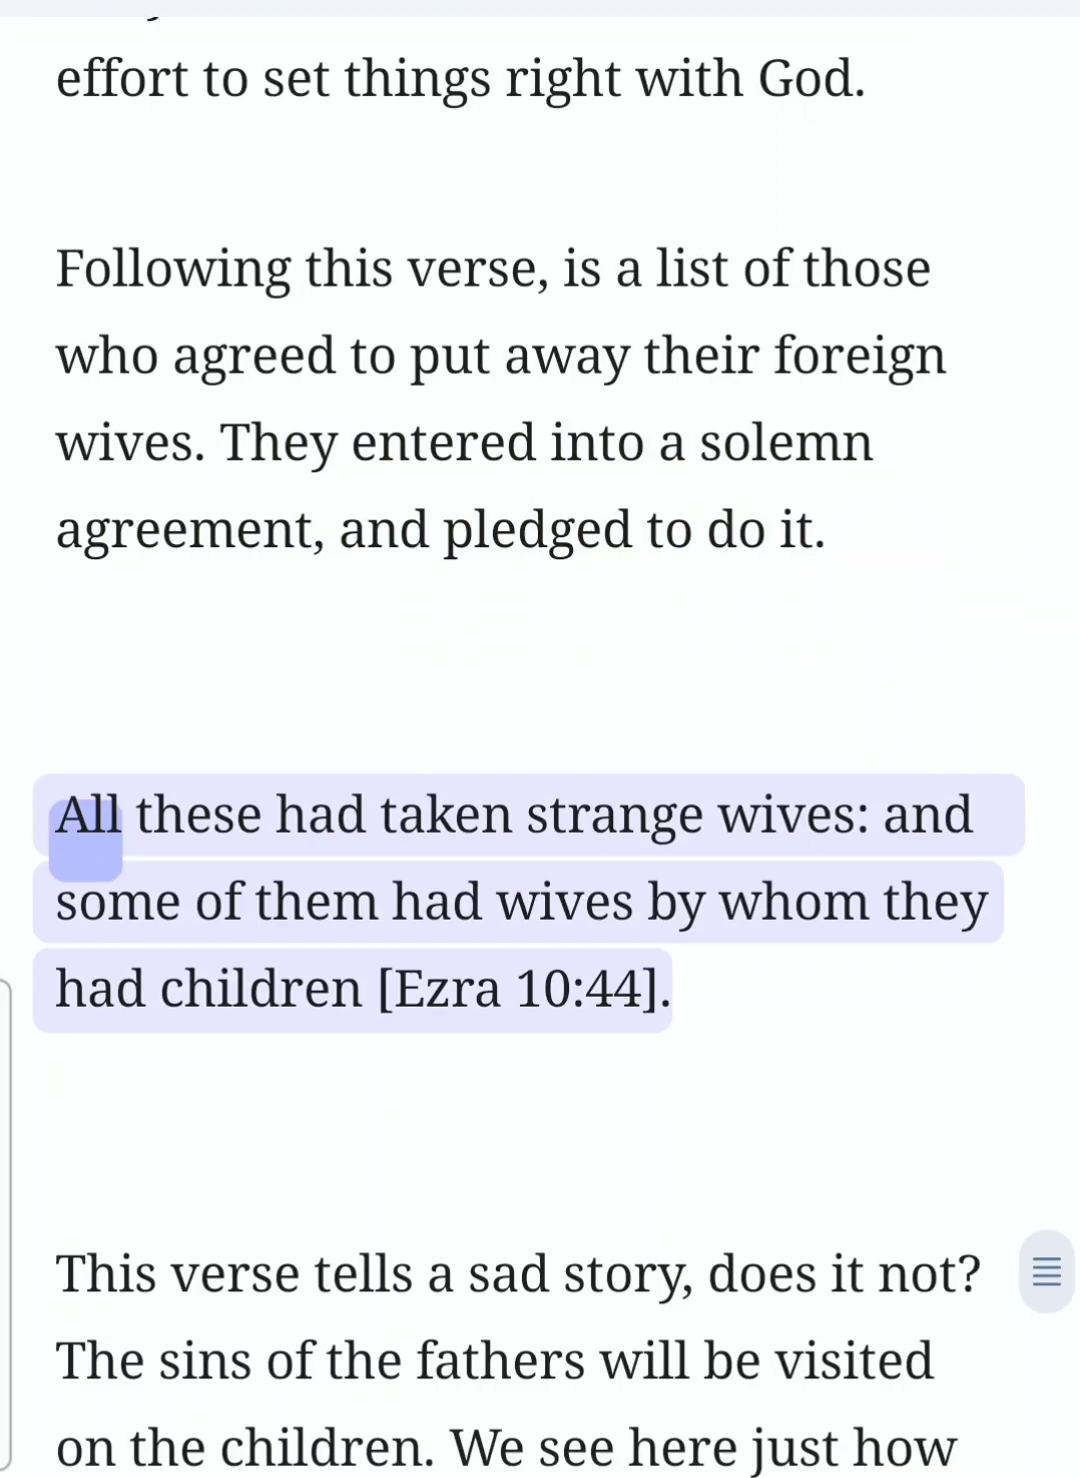 effort to set things right with God.
Following this verse, is a list of those
who agreed to put away their foreign
wives. They entered into a solemn
agreement, and pledged to do it.
All these had taken strange wives: and
some of them had wives by whom they
had children [Ezra 10:44].
This verse tells a sad story, does it not?
The sins of the fathers will be visited
on the children. We see here just how